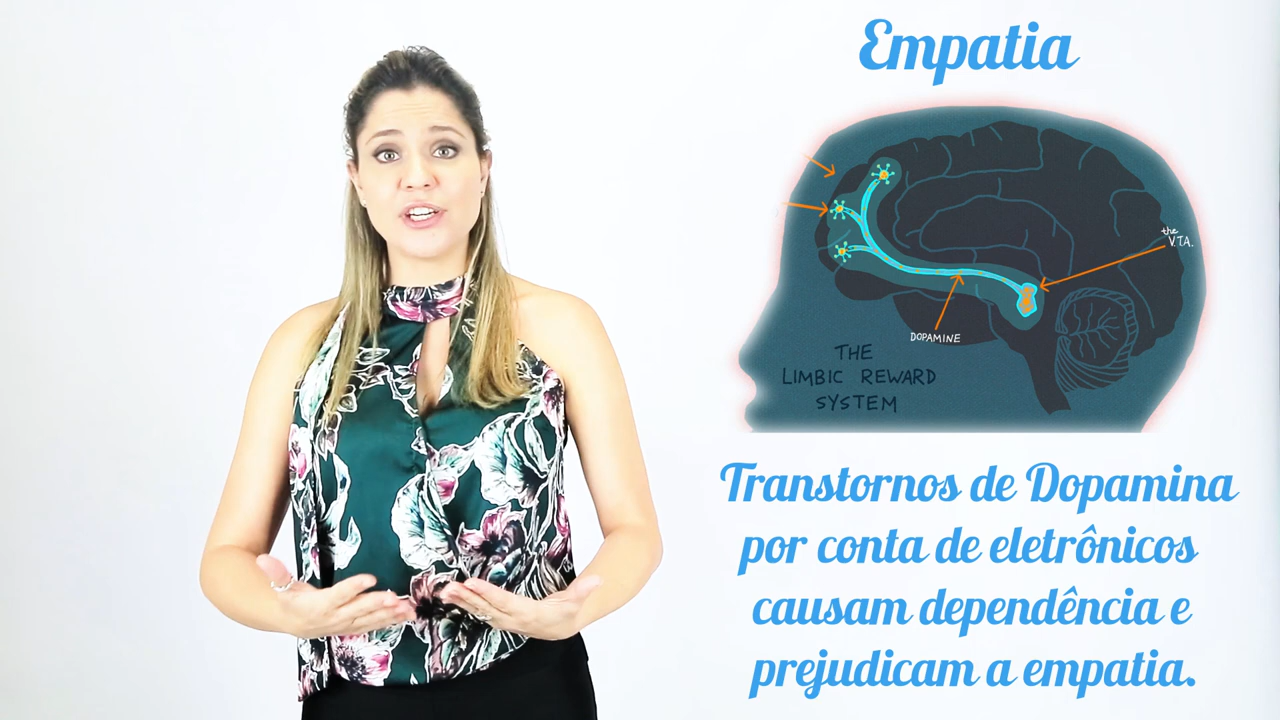 Empatia
the
V.T.A.
DOPAMINE
THE
LIMBIC REWARD
SYSTEM
Transtornos de Dopamina
por conta de eletrônicos
causam dependência e
prejudicam a empatia.